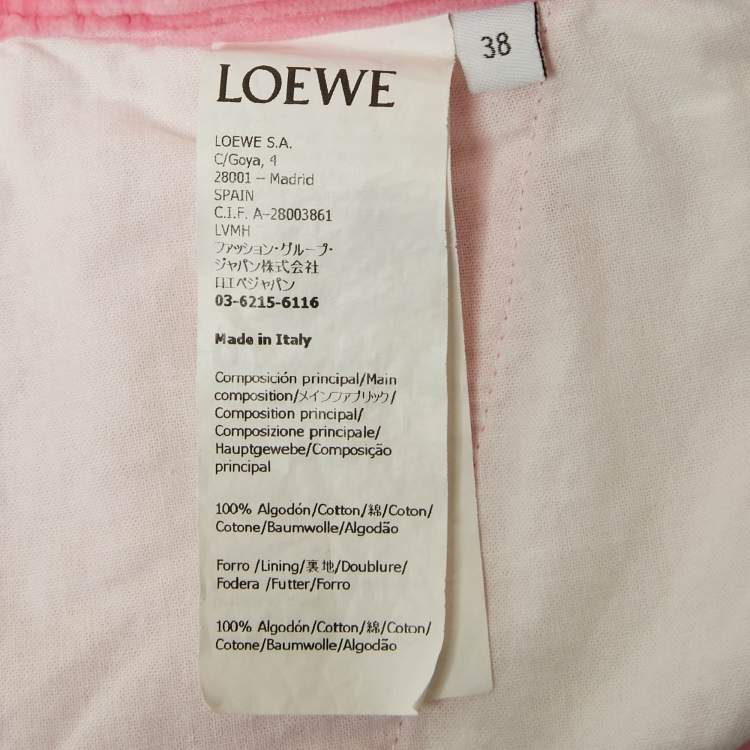 38
LOEWE
LOEWE S.A.
C/Goya, 4
28001 – Madrid
SPAIN
C.I.F. A-28003861
LVMH
ファッション・グループ・
ジャパン株式会社
ロエベジャパン
03-6215-6116
Made in Italy
Composición principal/Main
composition/メインファブリック/
Composition principal/
Composizione principale/
Hauptgewebe/Composição
principal
100% Algodón/Cotton/綿/Coton/
Cotone/Baumwolle/Algodão
Forro /Lining/裏地/Doublure/
Fodera /Futter/Forro
100% Algodón/Cotton/綿/Coton/
Cotone/Baumwolle/Algodão